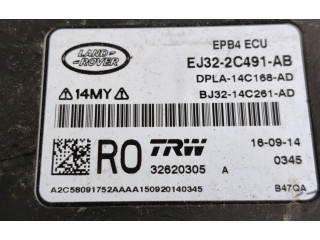 LAND ROVER
EPB4 ECU
EJ32-2C491-AB
DPLA-14C168-AD
⚠14MY⚠ BJ32-14C261-AD
RO TRW 16-09-14
32620305 A 0345
A2C58091752AAAA150920140345 B47QA